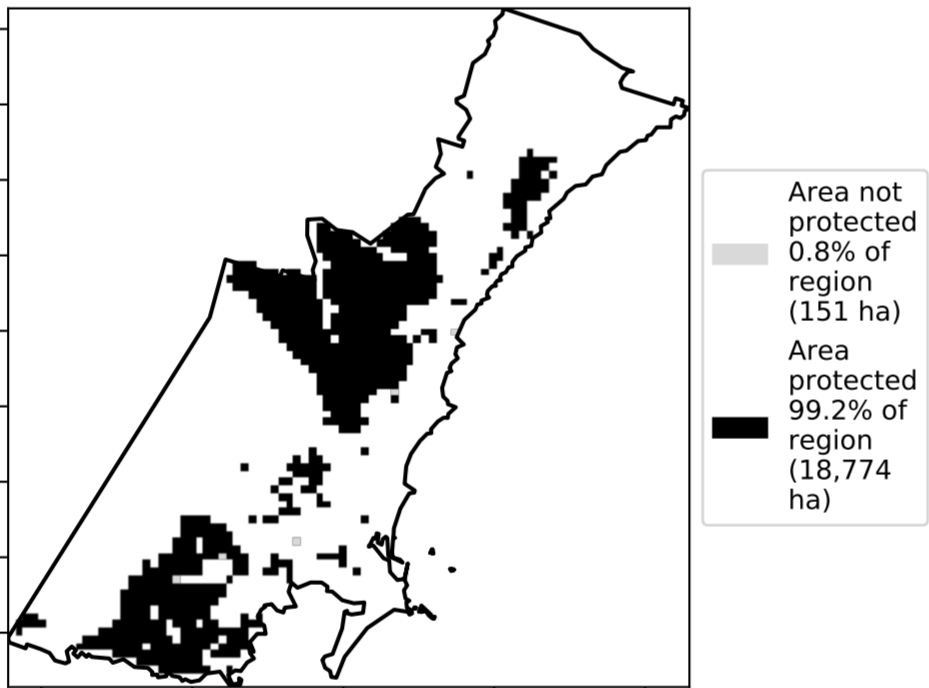 Area not
protected
0.8% of
region
(151 ha)
Area
protected
99.2% of
region
(18,774
ha)